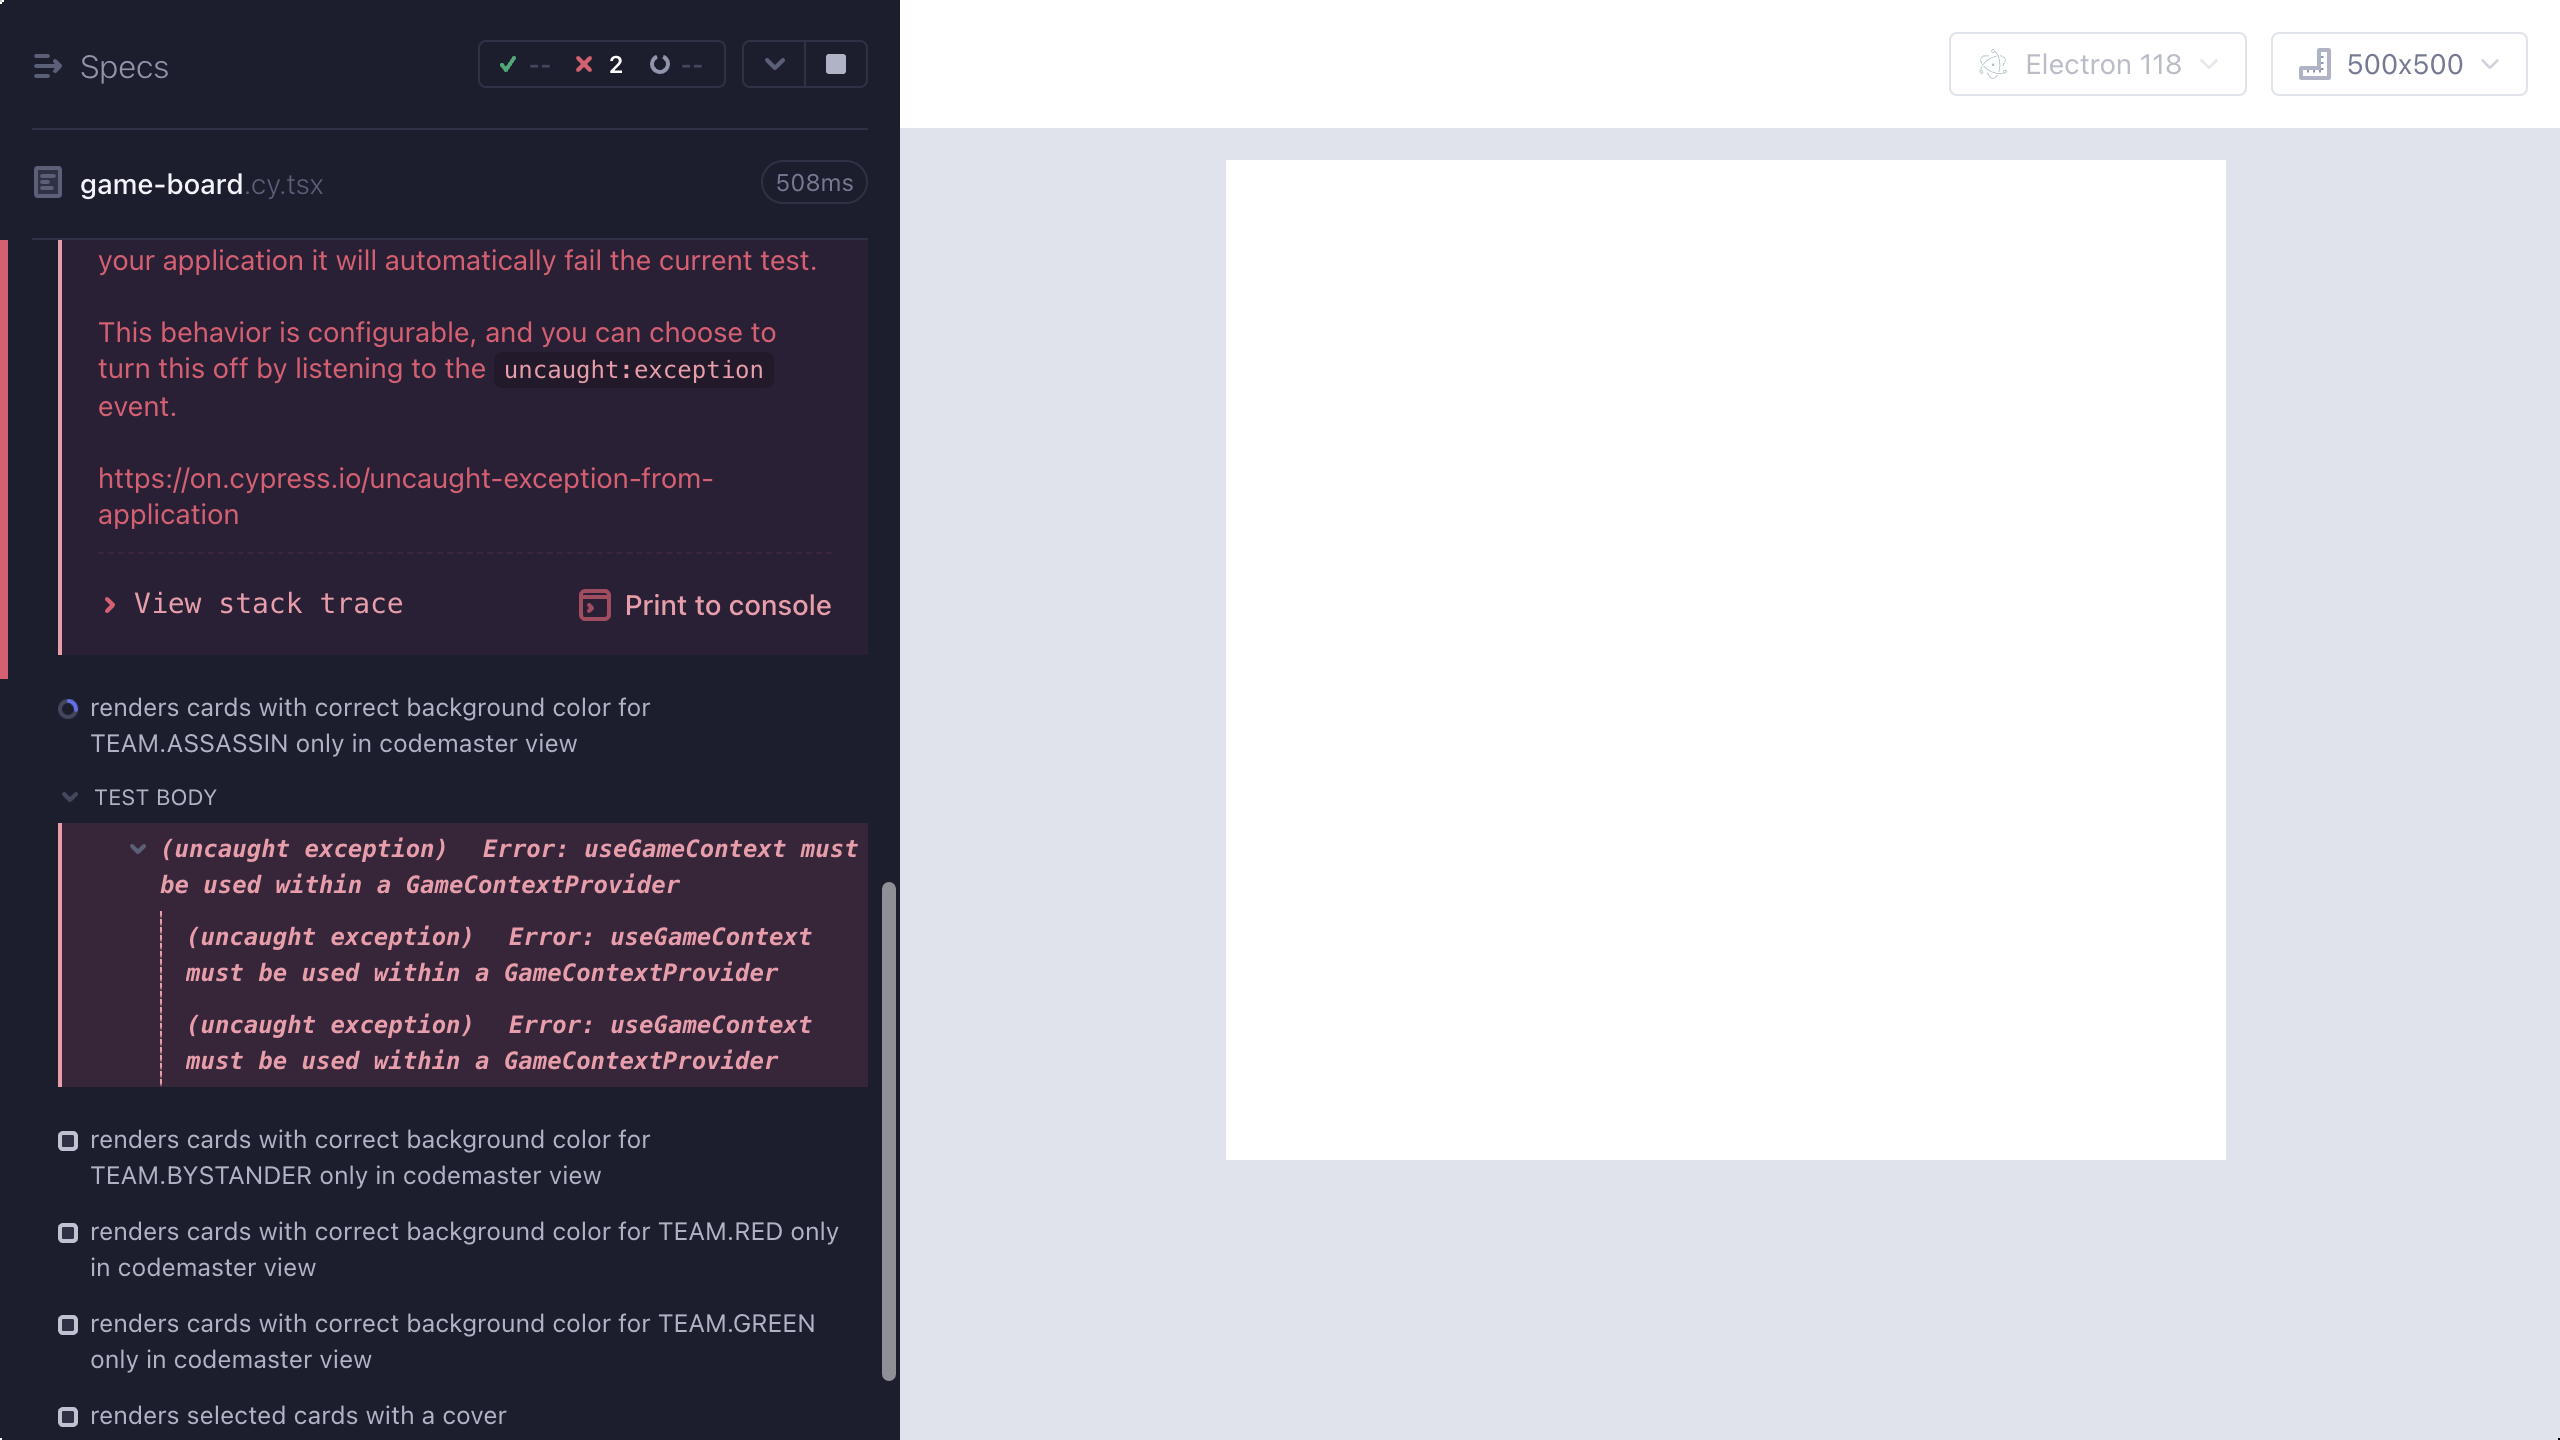 Specs
-- 2 --
Electron 118
500x500
game-board.cy.tsx
508ms
your application it will automatically fail the current test.
This behavior is configurable, and you can choose to
turn this off by listening to the uncaught:exception
event.
https://on.cypress.io/uncaught-exception-from-
application
View stack trace
Print to console
renders cards with correct background color for
TEAM.ASSASSIN only in codemaster view
TEST BODY
(uncaught exception) Error: useGameContext must
be used within a GameContextProvider
(uncaught exception) Error: useGameContext
must be used within a GameContextProvider
(uncaught exception) Error: useGameContext
must be used within a GameContextProvider
renders cards with correct background color for
TEAM.BYSTANDER only in codemaster view
renders cards with correct background color for TEAM.RED only
in codemaster view
renders cards with correct background color for TEAM.GREEN
only in codemaster view
renders selected cards with a cover